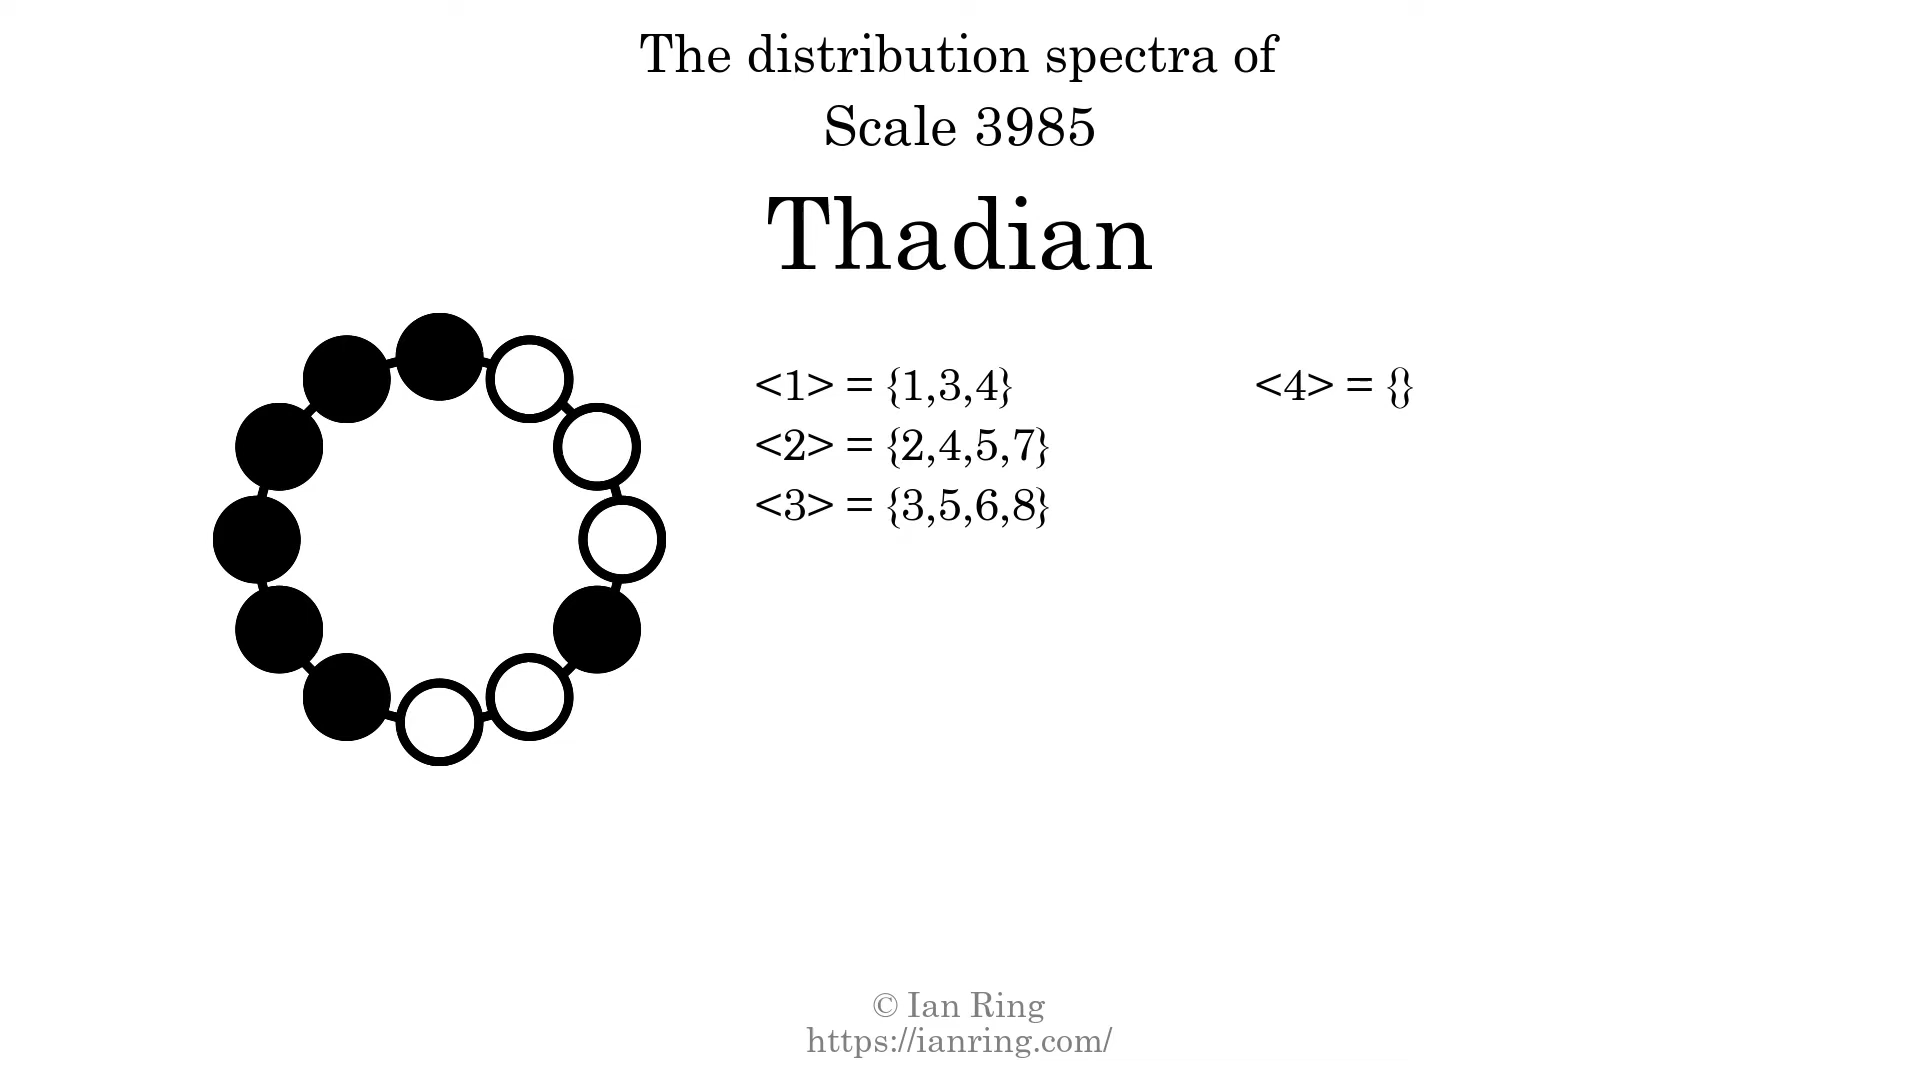 The distribution spectra of
Scale 3985
Thadian
<1> = {1,3,4}
<2> = {2,4,5,7}
<3> = {3,5,6,8}
<4> = {}
© Ian Ring
https://ianring.com/